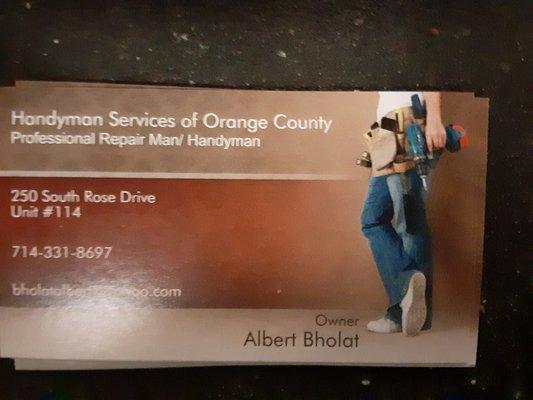 Handyman Services of Orange County
Professional Repair Man/ Handyman
250 South Rose Drive
Unit #114
714-331-8697
Owner
Albert Bholat